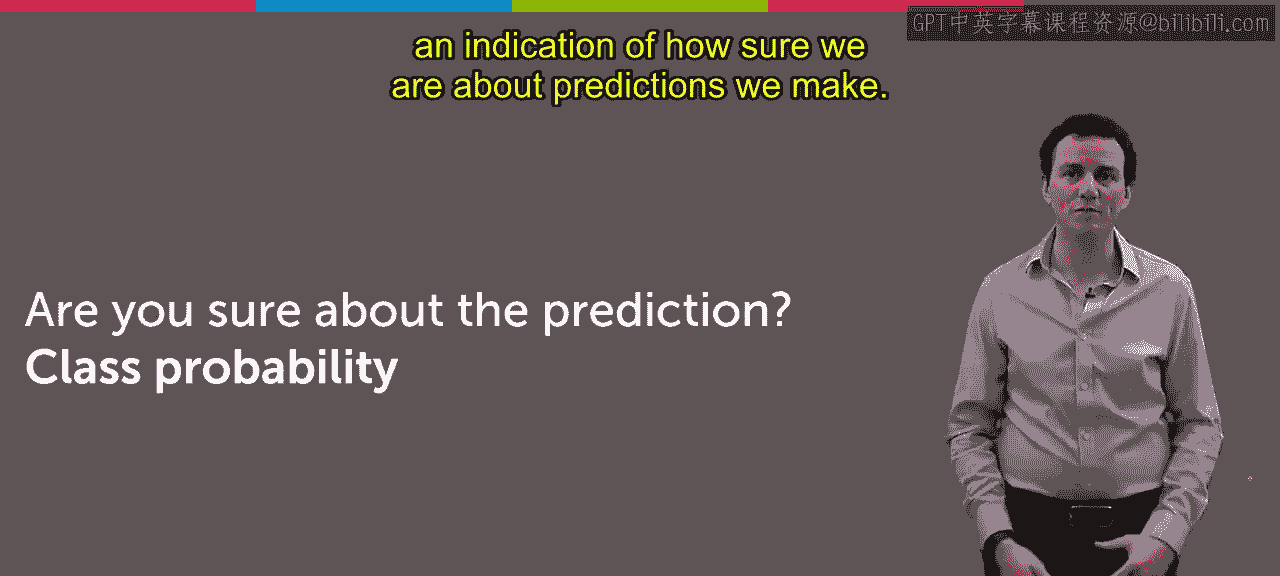 GPT中英字幕课程资源@bilibili.com
an indication of how sure we
are about predictions we make.
Are you sure about the prediction?
Class probability